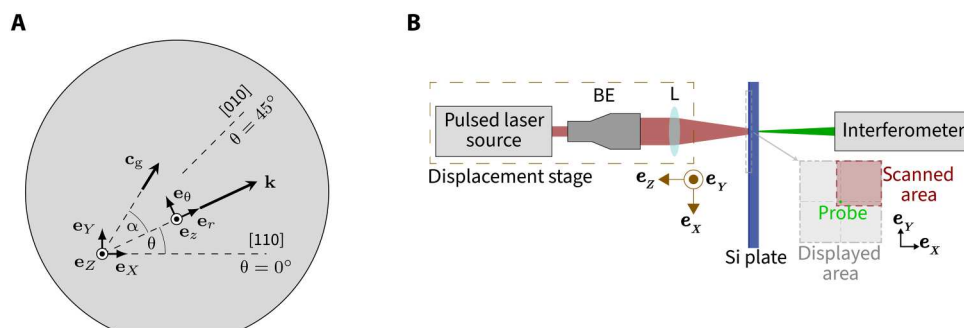 A
[010]
θ = 45°
c_g
k
e_θ
e_r
e_z
e_Y
α
θ
[110]
e_Z
e_X
θ = 0°
B
BE
L
Pulsed laser
source
Interferometer
Displacement stage
e_Z
e_Y
e_X
Scanned
area
Probe
e_Y
e_X
Si plate
Displayed
area